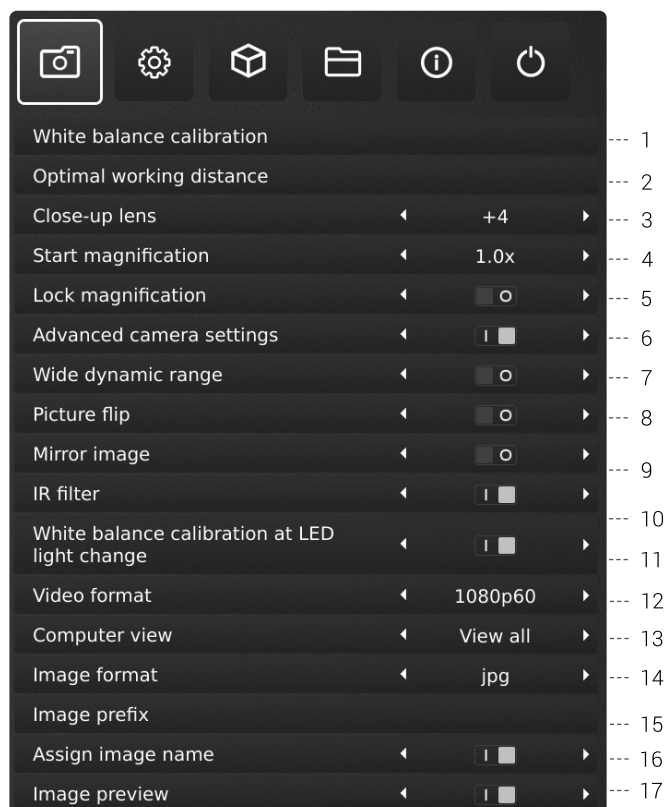 White balance calibration --- 1
Optimal working distance --- 2
Close-up lens +4 --- 3
Start magnification 1.0x --- 4
Lock magnification O --- 5
Advanced camera settings I --- 6
Wide dynamic range O --- 7
Picture flip O --- 8
Mirror image O --- 9
IR filter I --- 10
White balance calibration at LED
light change I --- 11
Video format 1080p60 --- 12
Computer view View all --- 13
Image format jpg --- 14
Image prefix --- 15
Assign image name I --- 16
Image preview I --- 17